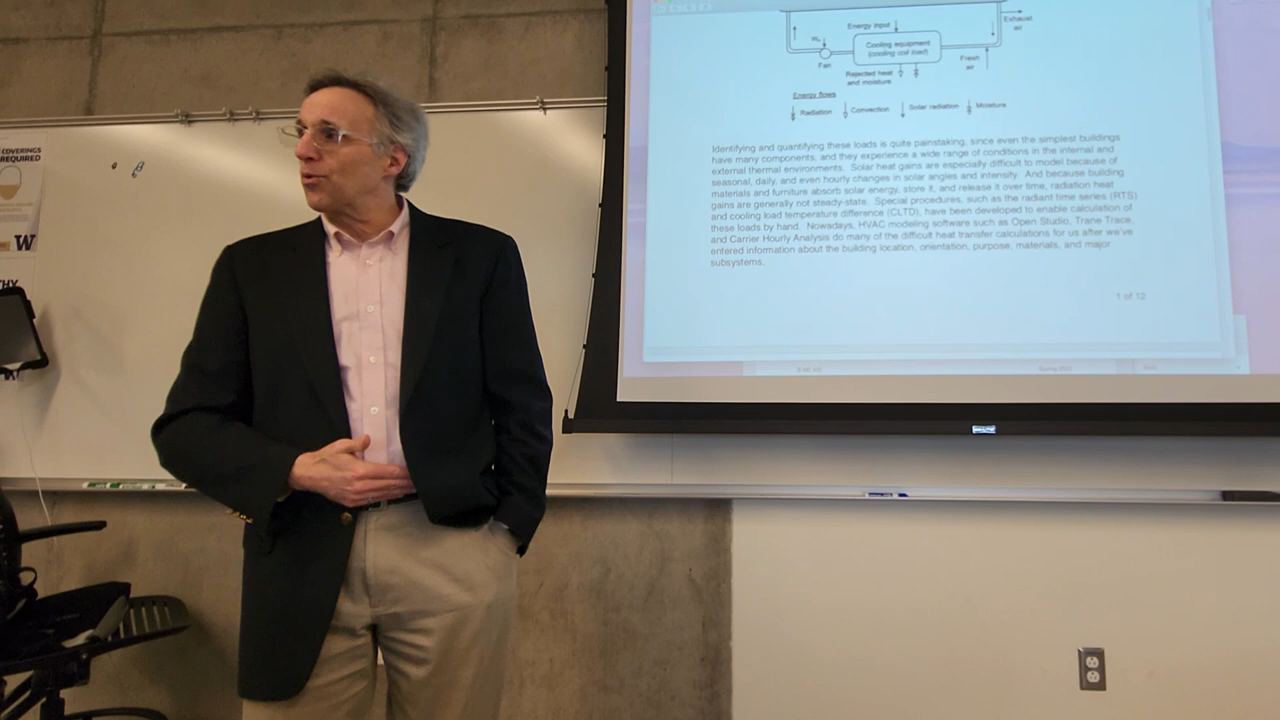 COVERINGS
REQUIRED
W
THY
Energy input
Exhaust
air
Cooling equipment
(cooling coil load)
Fan
Fresh
air
Rejected heat
and moisture
Energy flows
Radiation
Convection
Solar radiation
Moisture
Identifying and quantifying these loads is quite painstaking, since even the simplest buildings
have many components, and they experience a wide range of conditions in the internal and
external thermal environments. Solar heat gains are especially difficult to model because of
seasonal, daily, and even hourly changes in solar angles and intensity. And because building
materials and furniture absorb solar energy, store it, and release it over time, radiation heat
gains are generally not steady-state. Special procedures, such as the radiant time series (RTS)
and cooling load temperature difference (CLTD), have been developed to enable calculation of
these loads by hand. Nowadays, HVAC modeling software such as Open Studio, Trane Trace,
and Carrier Hourly Analysis do many of the difficult heat transfer calculations for us after we've
entered information about the building location, orientation, purpose, materials, and major
subsystems.
1 of 12